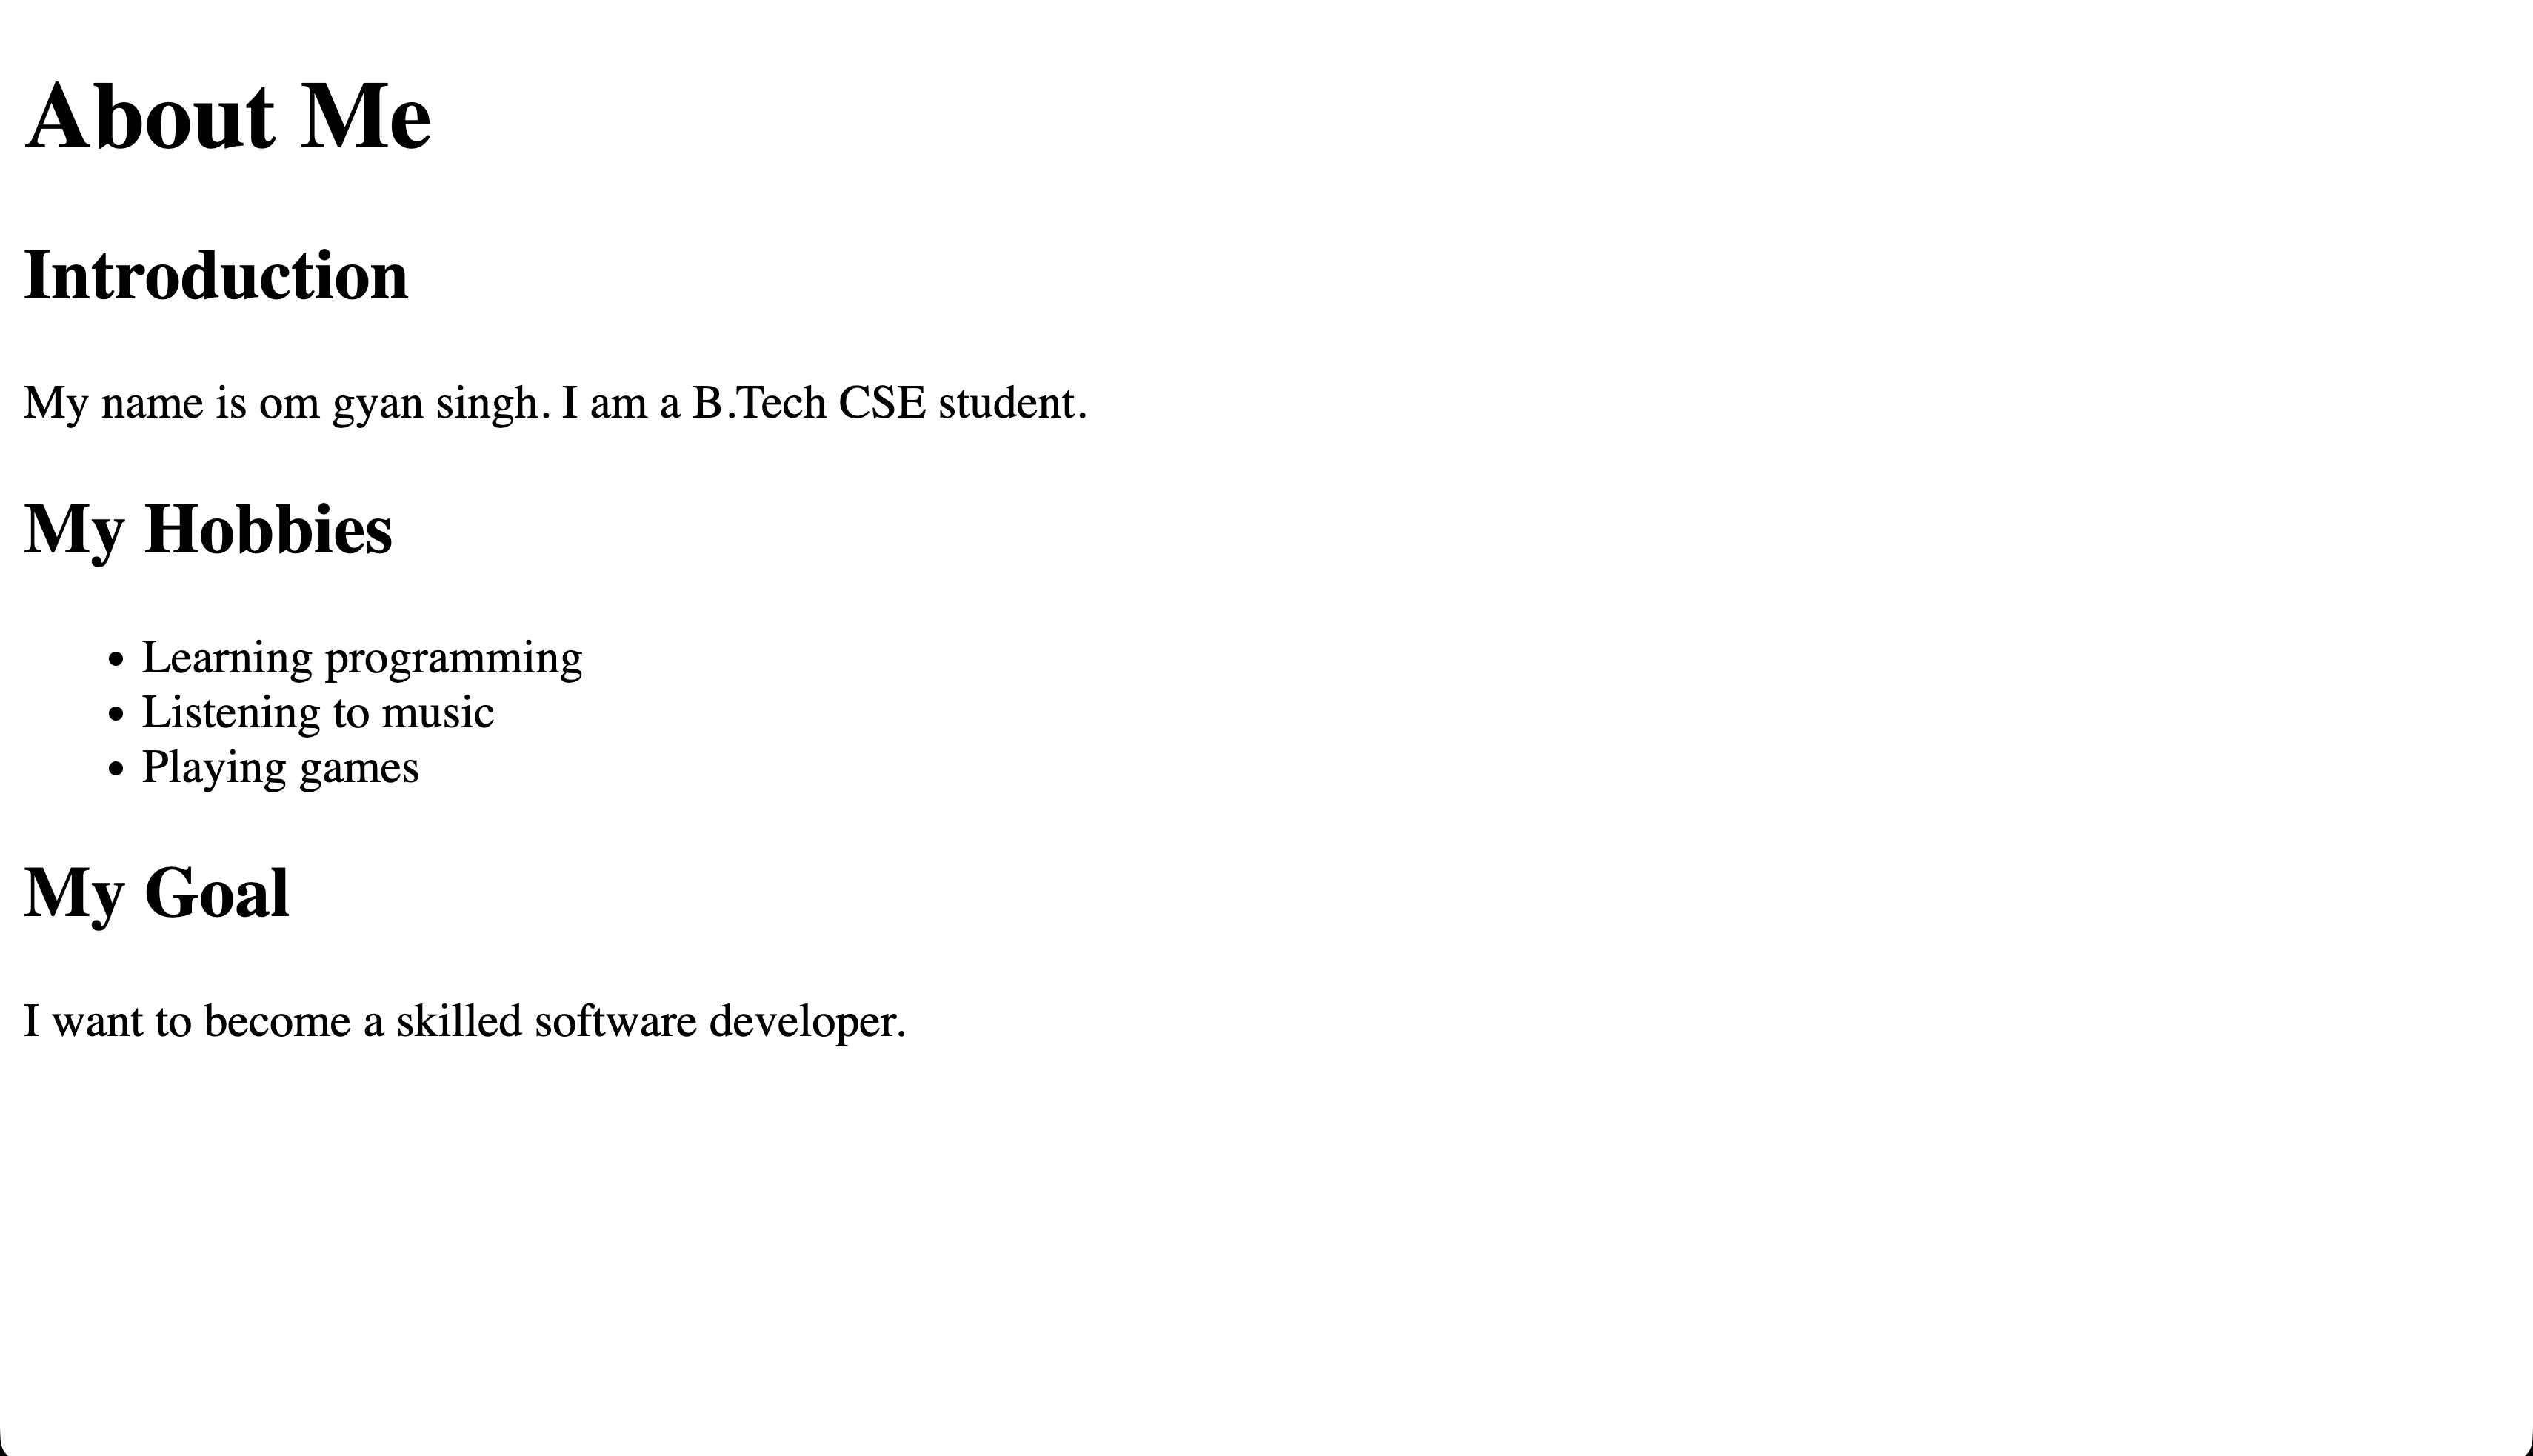 About Me
Introduction
My name is om gyan singh. I am a B.Tech CSE student.
My Hobbies
• Learning programming
• Listening to music
• Playing games
My Goal
I want to become a skilled software developer.